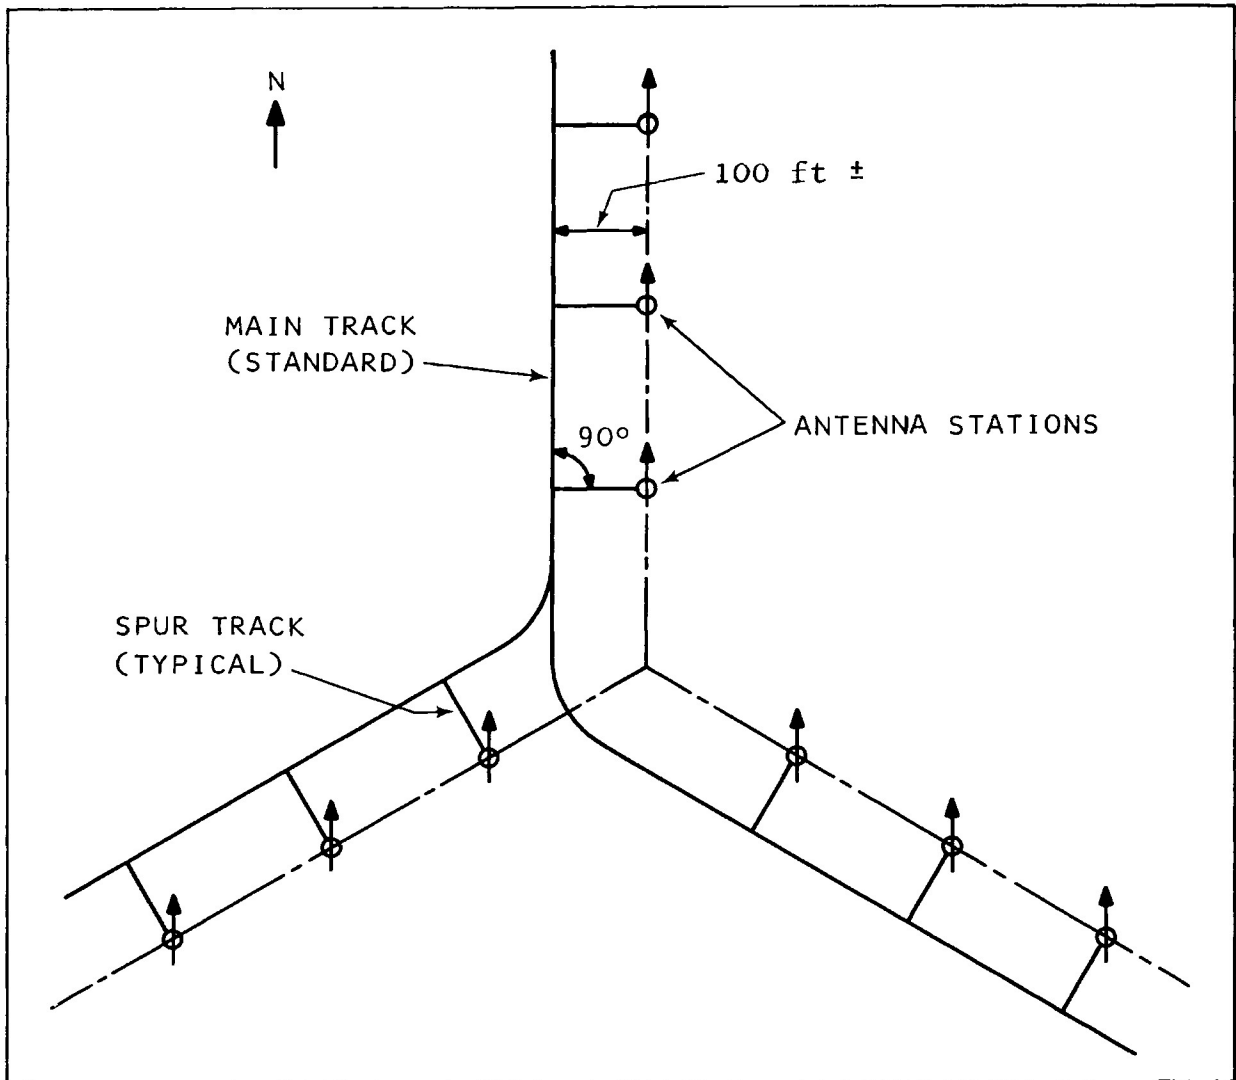 N
100 ft ±
MAIN TRACK
(STANDARD)
90°
ANTENNA STATIONS
SPUR TRACK
(TYPICAL)